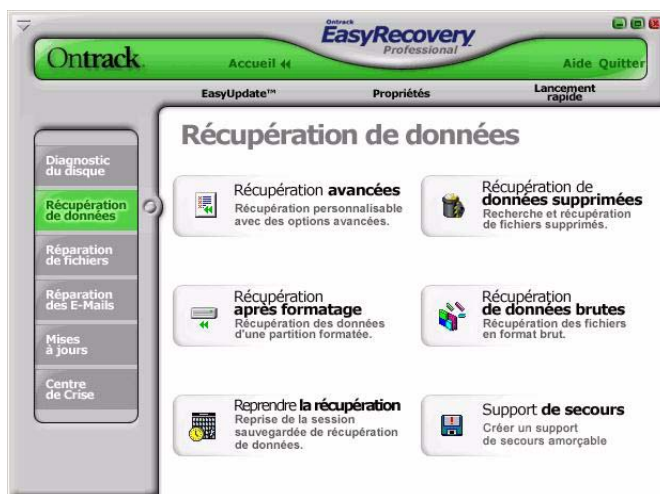 Ontrack
EasyRecovery
Professional
Ontrack.
Accueil
Aide Quitter
EasyUpdate™
Propriétés
Lancement
rapide
Récupération de données
Diagnostic
du disque
Récupération
de données
Réparation
de fichiers
Réparation
des E-Mails
Mises
à jours
Centre
de Crise
Récupération avancées
Récupération personnalisable
avec des options avancées.
Récupération de
données supprimées
Recherche et récupération
de fichiers supprimés.
Récupération
après formatage
Récupération des données
d'une partition formatée.
Récupération
de données brutes
Récupération des fichiers
en format brut.
Reprendre la récupération
Reprise de la session
sauvegardée de récupération
de données.
Support de secours
Créer un support
de secours amorçable